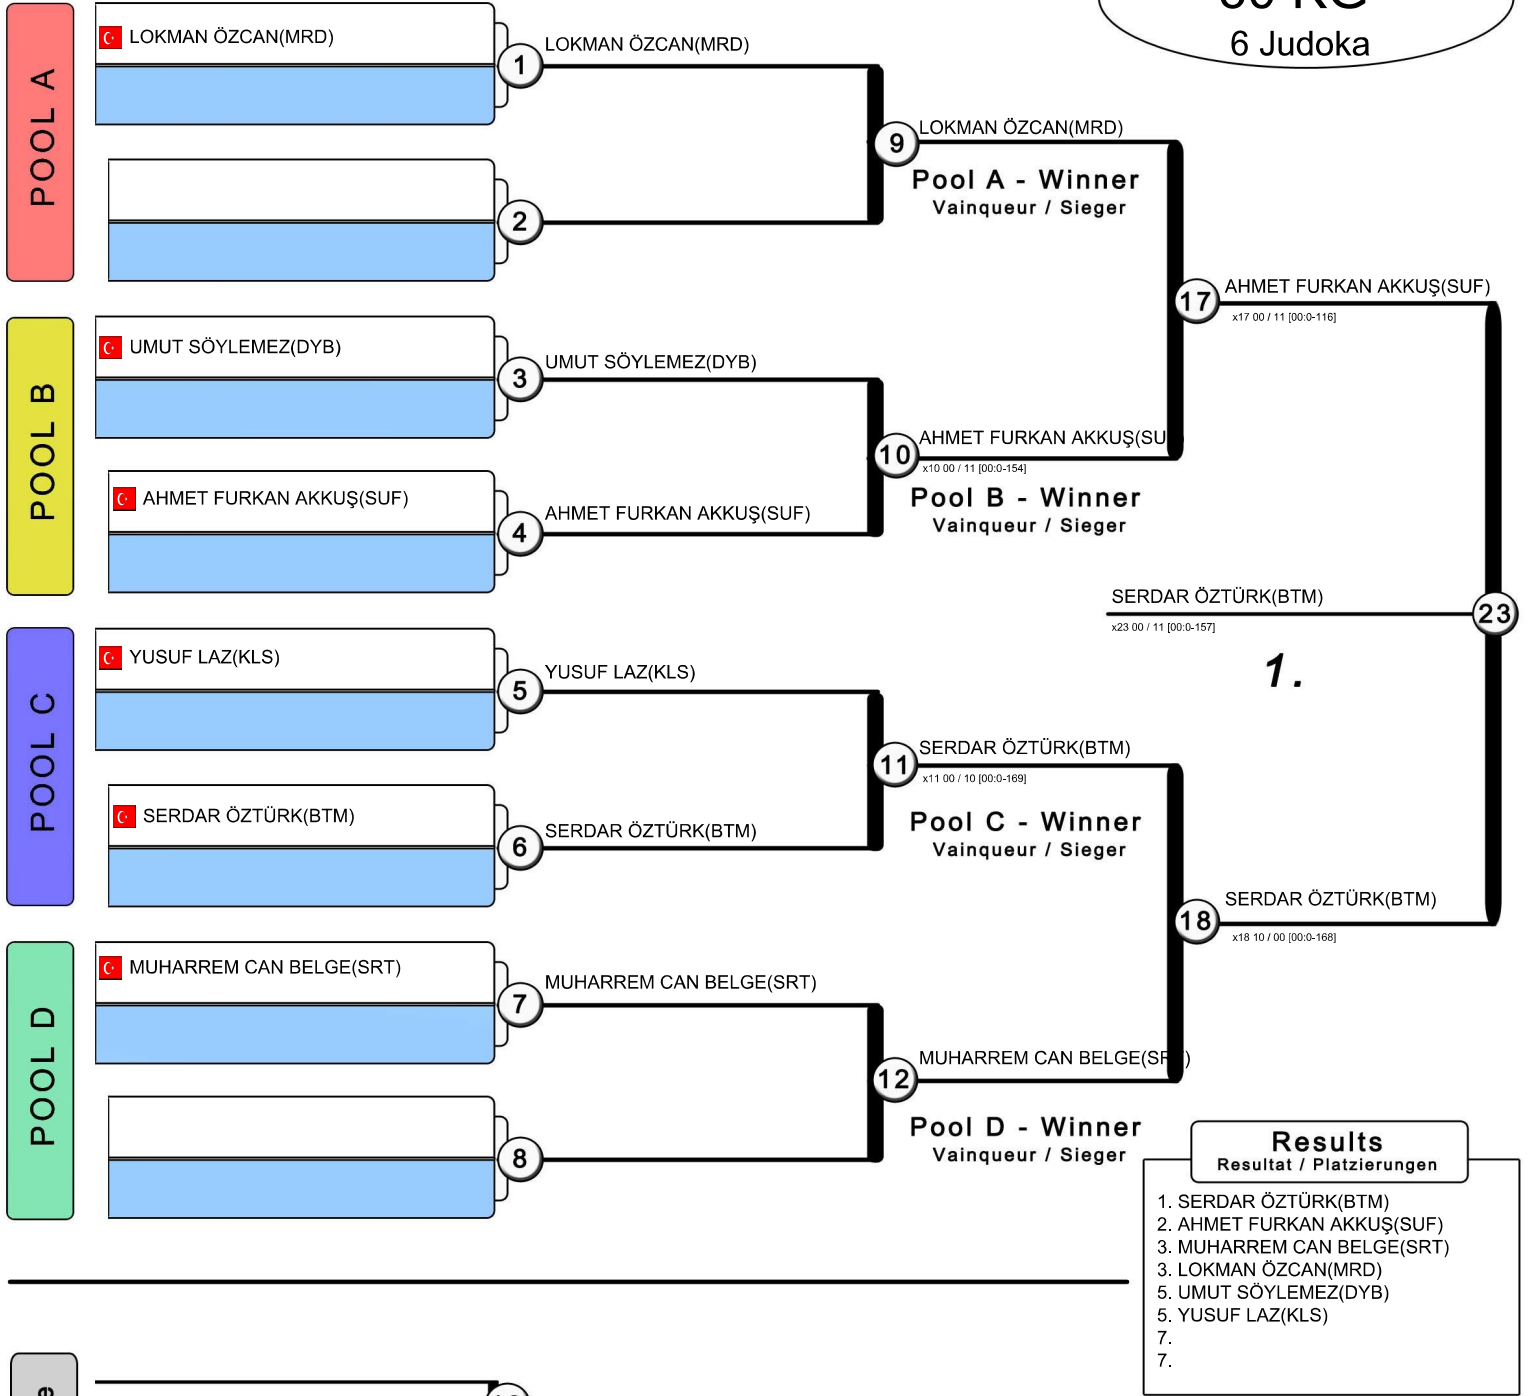 6 Judoka
POOL A
LOKMAN ÖZCAN(MRD)
1
LOKMAN ÖZCAN(MRD)
2
9
LOKMAN ÖZCAN(MRD)
Pool A - Winner
Vainqueur / Sieger
POOL B
UMUT SÖYLEMEZ(DYB)
3
UMUT SÖYLEMEZ(DYB)
AHMET FURKAN AKKUŞ(SUF)
4
AHMET FURKAN AKKUŞ(SUF)
10
AHMET FURKAN AKKUŞ(SU
x10 00 / 11 [00:0-154]
Pool B - Winner
Vainqueur / Sieger
17
AHMET FURKAN AKKUŞ(SUF)
x17 00 / 11 [00:0-116]
SERDAR ÖZTÜRK(BTM)
23
x23 00 / 11 [00:0-157]
1.
POOL C
YUSUF LAZ(KLS)
5
YUSUF LAZ(KLS)
SERDAR ÖZTÜRK(BTM)
6
SERDAR ÖZTÜRK(BTM)
11
SERDAR ÖZTÜRK(BTM)
x11 00 / 10 [00:0-169]
Pool C - Winner
Vainqueur / Sieger
18
SERDAR ÖZTÜRK(BTM)
x18 10 / 00 [00:0-168]
POOL D
MUHARREM CAN BELGE(SRT)
7
MUHARREM CAN BELGE(SRT)
8
12
MUHARREM CAN BELGE(SRT)
Pool D - Winner
Vainqueur / Sieger
Results
Resultat / Platzierungen
1. SERDAR ÖZTÜRK(BTM)
2. AHMET FURKAN AKKUŞ(SUF)
3. MUHARREM CAN BELGE(SRT)
3. LOKMAN ÖZCAN(MRD)
5. UMUT SÖYLEMEZ(DYB)
5. YUSUF LAZ(KLS)
7.
7.